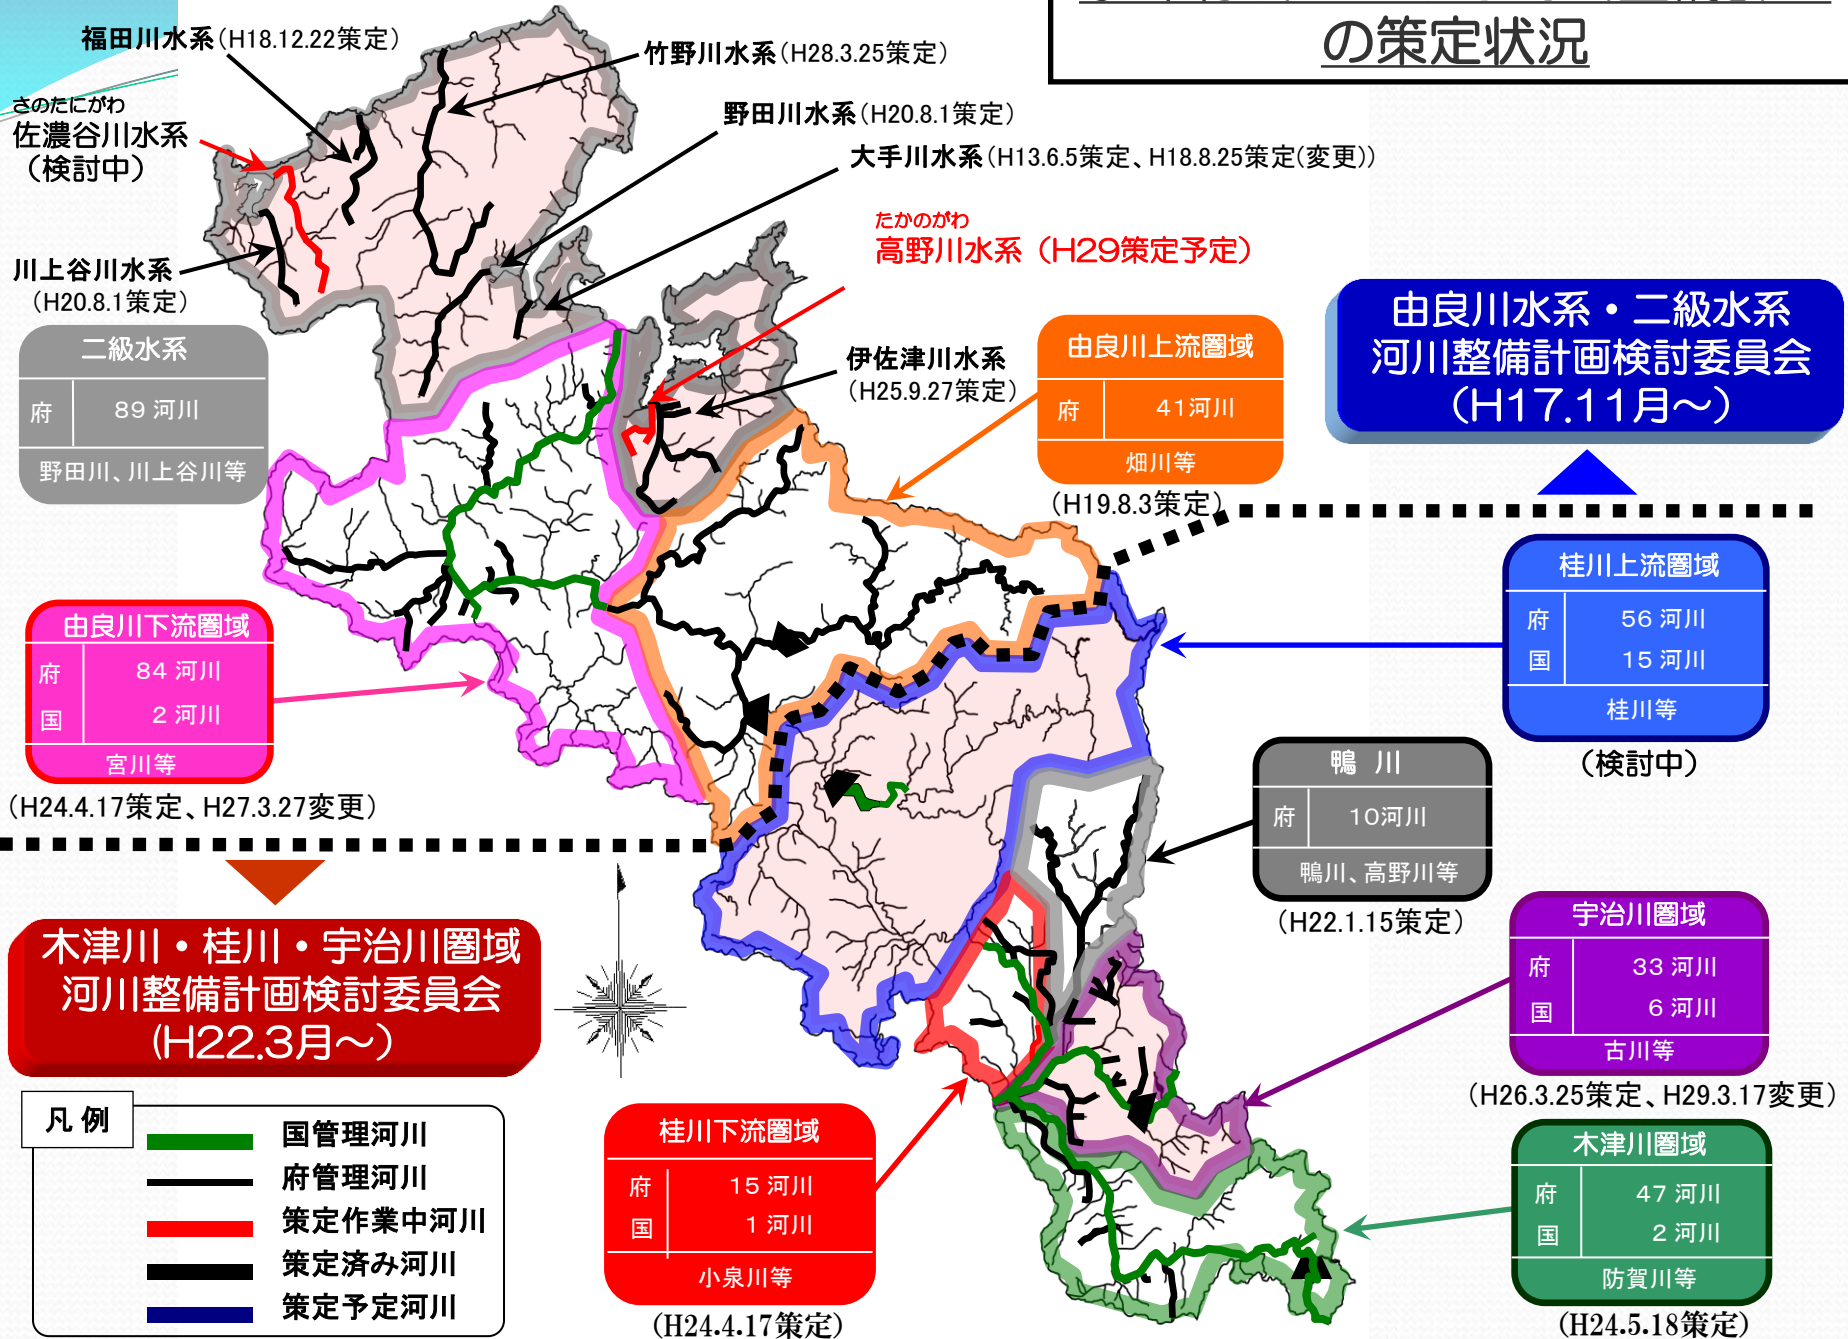 の策定状況
福田川水系(H18.12.22策定)
竹野川水系(H28.3.25策定)
さのたにがわ
佐濃谷川水系
(検討中)
野田川水系(H20.8.1策定)
大手川水系(H13.6.5策定、H18.8.25策定(変更))
たかのがわ
高野川水系(H29策定予定)
川上谷川水系
(H20.8.1策定)
二級水系
府 89河川
野田川、川上谷川等
伊佐津川水系
(H25.9.27策定)
由良川上流圏域
府 41河川
畑川等
(H19.8.3策定)
由良川水系・二級水系
河川整備計画検討委員会
(H17.11月~)
桂川上流圏域
府 56河川
国 15河川
桂川等
(検討中)
由良川下流圏域
府 84河川
国 2河川
宮川等
(H24.4.17策定、H27.3.27変更)
鴨 川
府 10河川
鴨川、高野川等
(H22.1.15策定)
木津川・桂川・宇治川圏域
河川整備計画検討委員会
(H22.3月~)
宇治川圏域
府 33河川
国 6河川
古川等
(H26.3.25策定、H29.3.17変更)
凡例
国管理河川
府管理河川
策定作業中河川
策定済み河川
策定予定河川
桂川下流圏域
府 15河川
国 1河川
小泉川等
(H24.4.17策定)
木津川圏域
府 47河川
国 2河川
防賀川等
(H24.5.18策定)